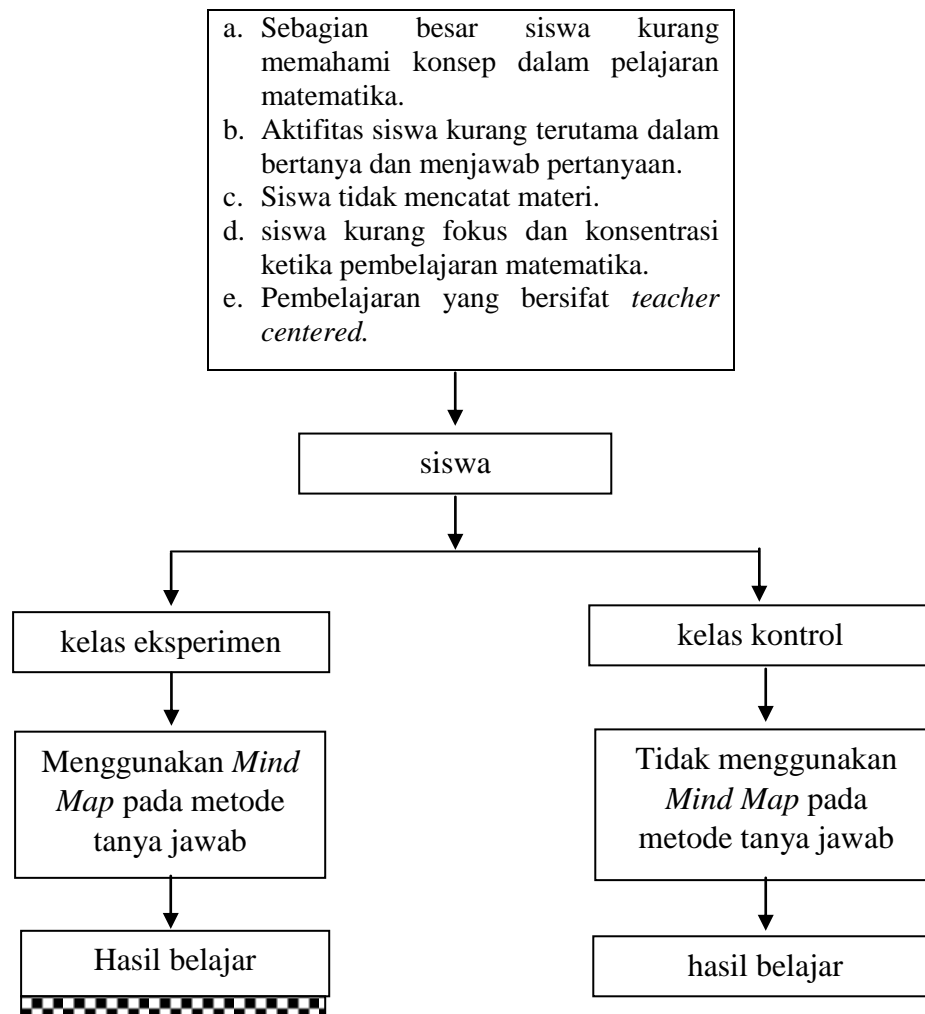 a. Sebagian besar siswa kurang
memahami konsep dalam pelajaran
matematika.
b. Aktifitas siswa kurang terutama dalam
bertanya dan menjawab pertanyaan.
c. Siswa tidak mencatat materi.
d. siswa kurang fokus dan konsentrasi
ketika pembelajaran matematika.
e. Pembelajaran yang bersifat teacher
centered.
siswa
kelas eksperimen
kelas kontrol
Menggunakan Mind
Map pada metode
tanya jawab
Tidak menggunakan
Mind Map pada
metode tanya jawab
Hasil belajar
hasil belajar